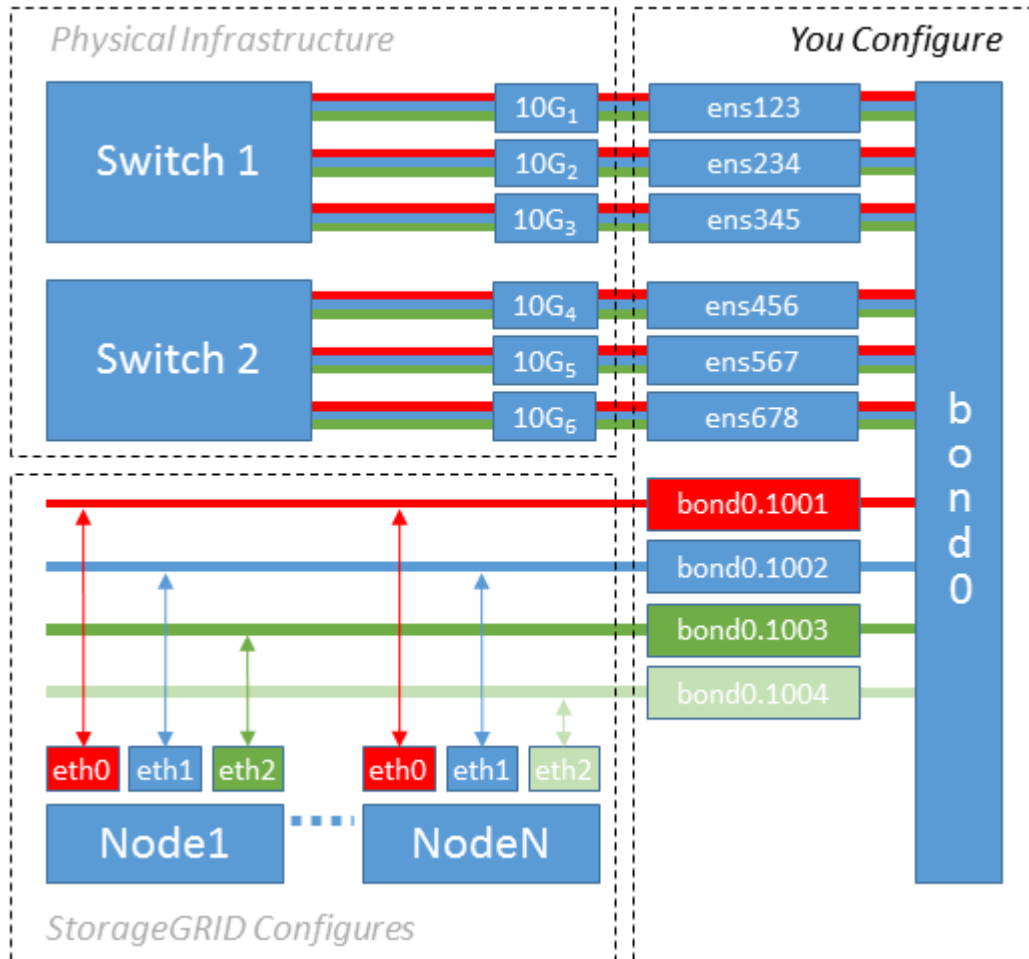 Physical Infrastructure
You Configure
Switch 1
10G₁
ens123
10G₂
ens234
10G₃
ens345
Switch 2
10G₄
ens456
10G₅
ens567
10G₆
ens678
bond0
bond0.1001
bond0.1002
bond0.1003
bond0.1004
eth0
eth1
eth2
eth0
eth1
eth2
Node1
NodeN
StorageGRID Configures